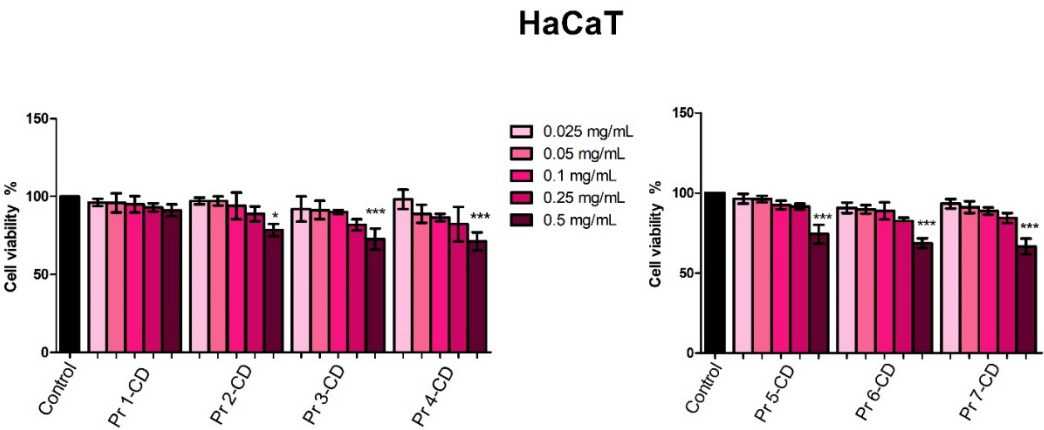 HaCaT
150
100
50
0
Cell viability %
*
***
***
Control
Pr 1-CD
Pr 2-CD
Pr 3-CD
Pr 4-CD
0.025 mg/mL
0.05 mg/mL
0.1 mg/mL
0.25 mg/mL
0.5 mg/mL
150
100
50
0
Cell viability %
***
***
***
Control
Pr 5-CD
Pr 6-CD
Pr 7-CD